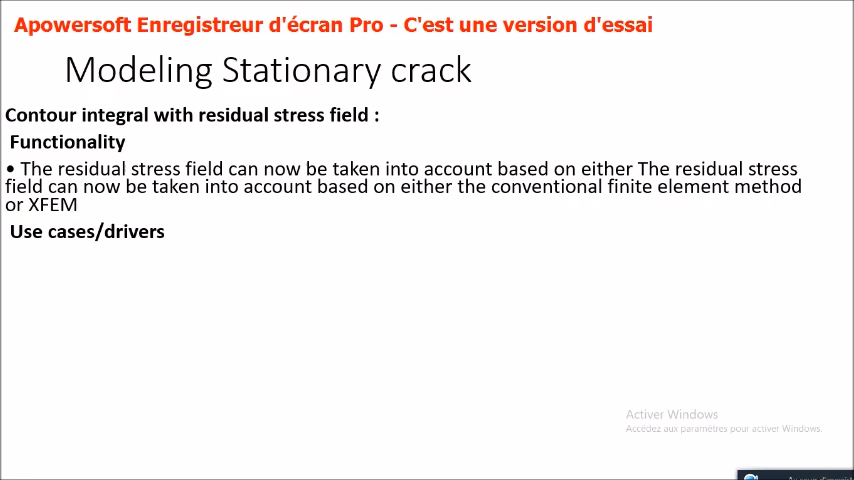 Apowersoft Enregistreur d'écran Pro - C'est une version d'essai
Modeling Stationary crack
Contour integral with residual stress field :
Functionality
• The residual stress field can now be taken into account based on either The residual stress
field can now be taken into account based on either the conventional finite element method
or XFEM
Use cases/drivers
Activer Windows
Accédez aux paramètres pour activer Windows.